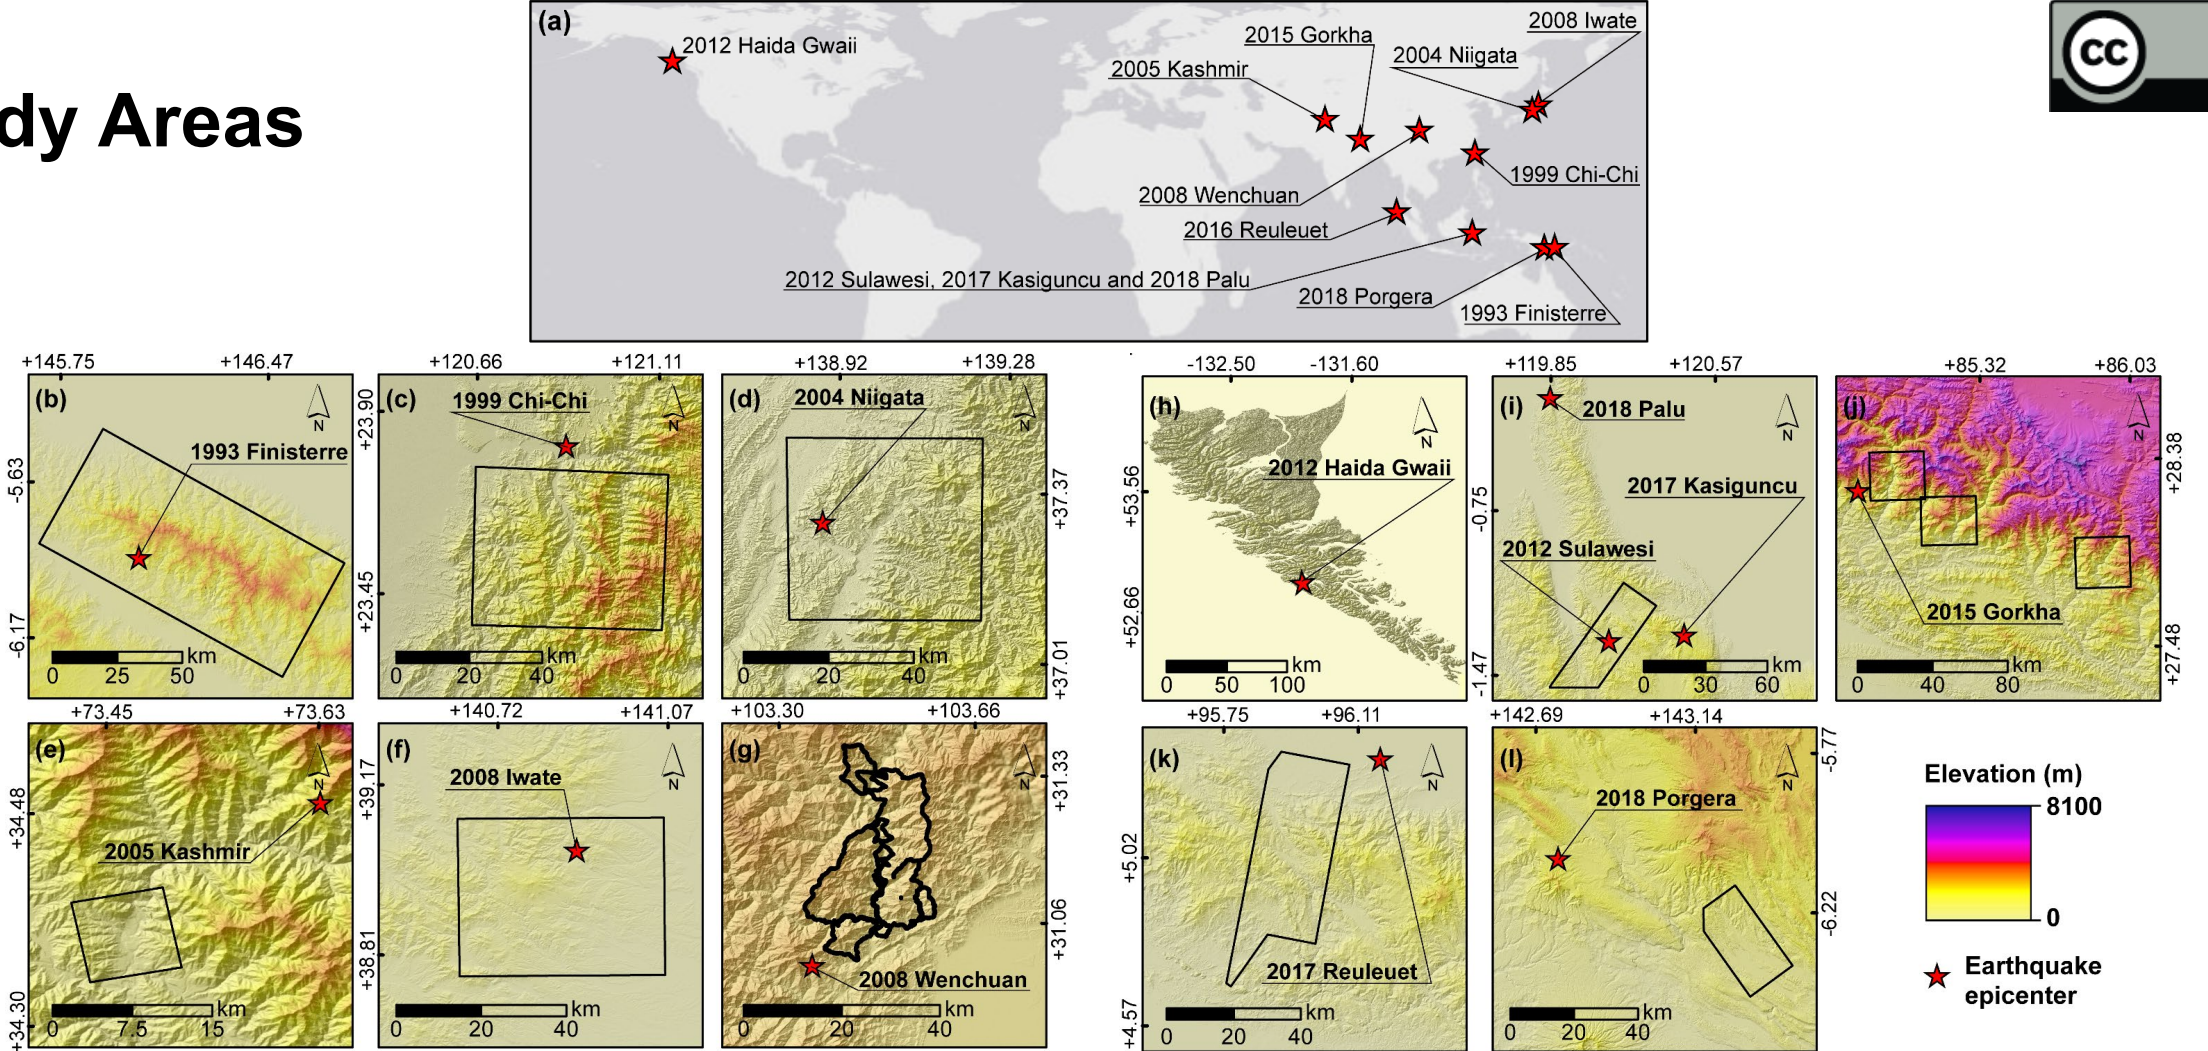 dy Areas
cc
(a)
2012 Haida Gwaii
2015 Gorkha
2008 Iwate
2004 Niigata
2005 Kashmir
1999 Chi-Chi
2008 Wenchuan
2016 Reuleuet
2012 Sulawesi, 2017 Kasiguncu and 2018 Palu
2018 Porgera
1993 Finisterre
+145.75 +146.47
(b)
N
1993 Finisterre
-5.63
-6.17
km
0 25 50
+120.66 +121.11
(c)
N
1999 Chi-Chi
+23.90
+23.45
km
0 20 40
+138.92 +139.28
(d)
N
2004 Niigata
+37.37
+37.01
km
0 20 40
-132.50 -131.60
(h)
N
2012 Haida Gwaii
+53.56
+52.66
km
0 50 100
+119.85 +120.57
(i)
N
2018 Palu
2017 Kasiguncu
2012 Sulawesi
-0.75
-1.47
km
0 30 60
+85.32 +86.03
(j)
N
2015 Gorkha
+28.38
+27.48
km
0 40 80
+73.45 +73.63
(e)
N
2005 Kashmir
+34.48
+34.30
km
0 7.5 15
+140.72 +141.07
(f)
N
2008 Iwate
+39.17
+38.81
km
0 20 40
+103.30 +103.66
(g)
N
2008 Wenchuan
+31.33
+31.06
km
0 20 40
+95.75 +96.11
(k)
N
2017 Reuleuet
+5.02
+4.57
km
0 20 40
+142.69 +143.14
(l)
N
2018 Porgera
-5.77
-6.22
km
0 20 40
Elevation (m)
8100
0
Earthquake
epicenter